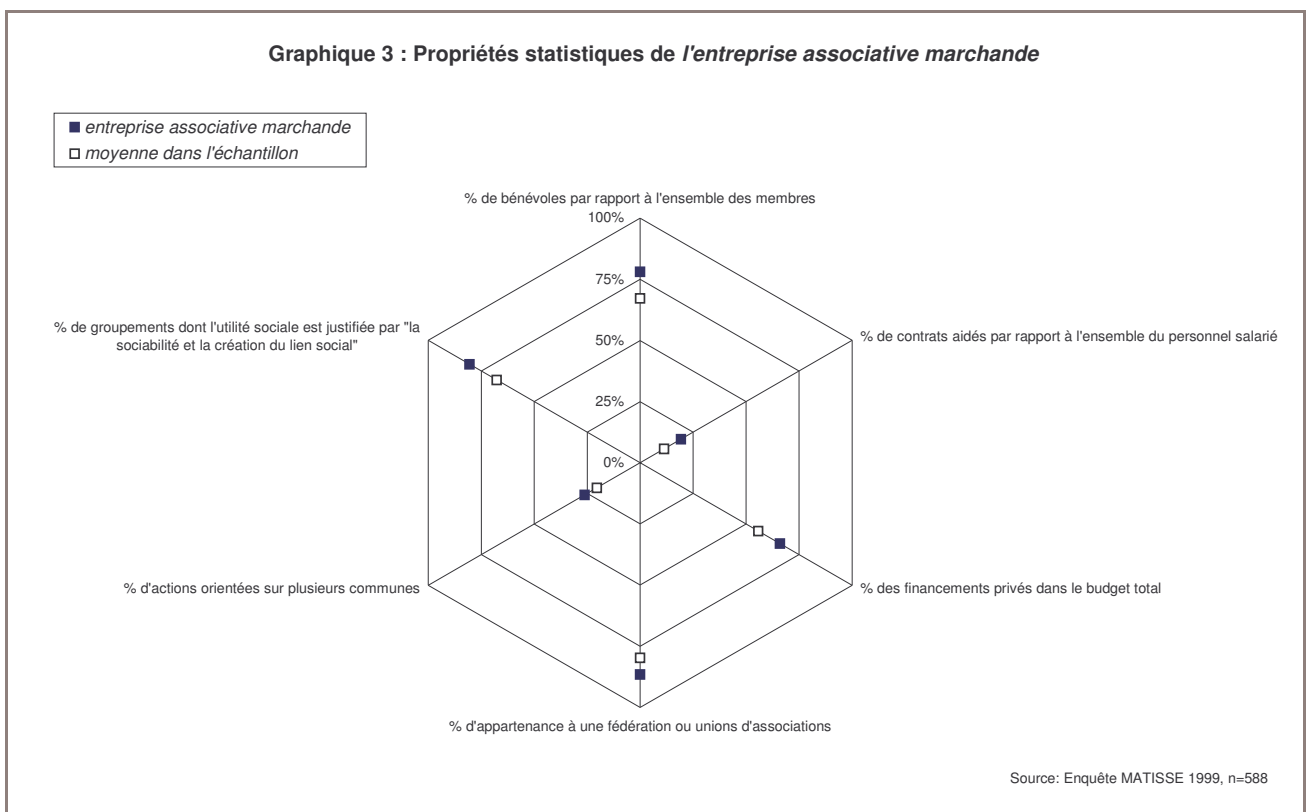 Graphique 3 : Propriétés statistiques de l'entreprise associative marchande
entreprise associative marchande
moyenne dans l'échantillon
% de bénévoles par rapport à l'ensemble des membres
100%
75%
50%
25%
0%
% de groupements dont l'utilité sociale est justifiée par "la
sociabilité et la création du lien social"
% de contrats aidés par rapport à l'ensemble du personnel salarié
% d'actions orientées sur plusieurs communes
% des financements privés dans le budget total
% d'appartenance à une fédération ou unions d'associations
Source: Enquête MATISSE 1999, n=588